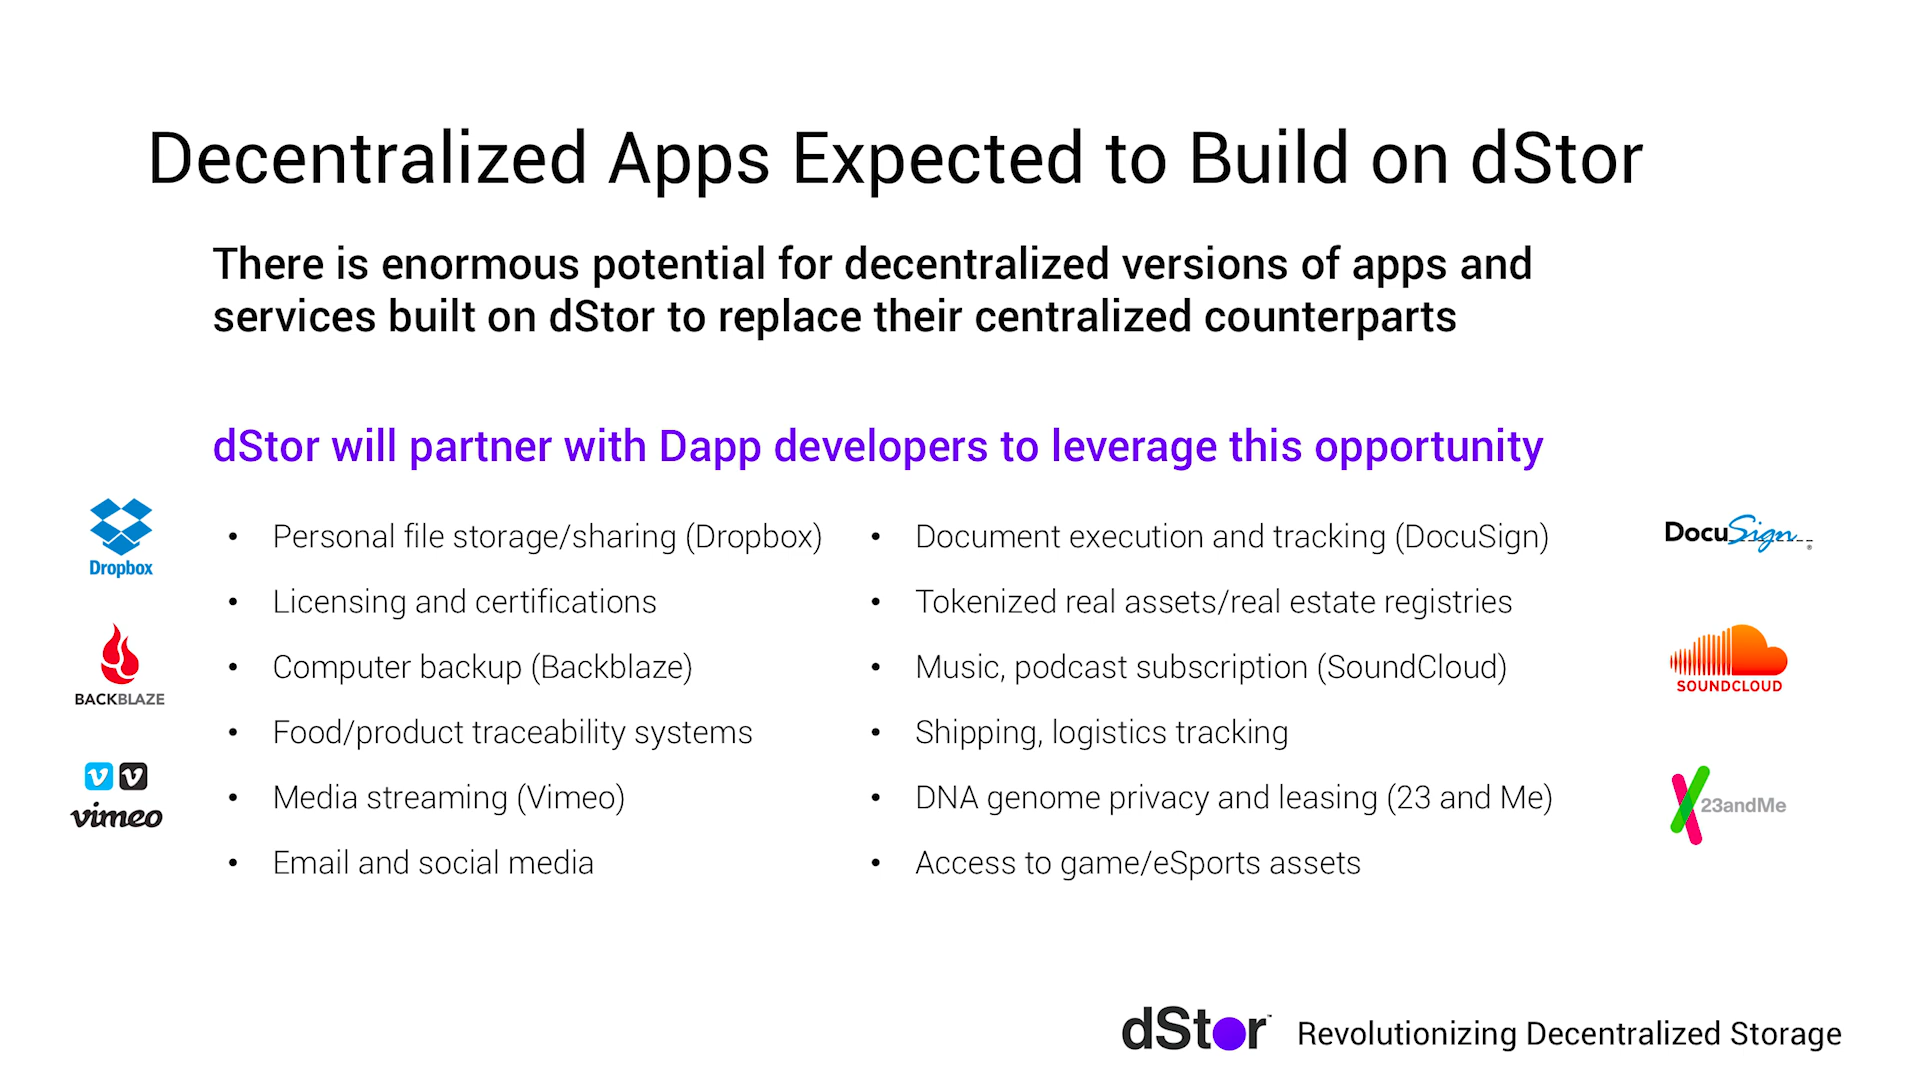 Decentralized Apps Expected to Build on dStor
There is enormous potential for decentralized versions of apps and
services built on dStor to replace their centralized counterparts
dStor will partner with Dapp developers to leverage this opportunity
Dropbox
BACKBLAZE
vimeo
• Personal file storage/sharing (Dropbox)
• Licensing and certifications
• Computer backup (Backblaze)
• Food/product traceability systems
• Media streaming (Vimeo)
• Email and social media
• Document execution and tracking (DocuSign)
• Tokenized real assets/real estate registries
• Music, podcast subscription (SoundCloud)
• Shipping, logistics tracking
• DNA genome privacy and leasing (23 and Me)
• Access to game/eSports assets
DocuSign®
SOUNDCLOUD
23andMe
dStor™ Revolutionizing Decentralized Storage